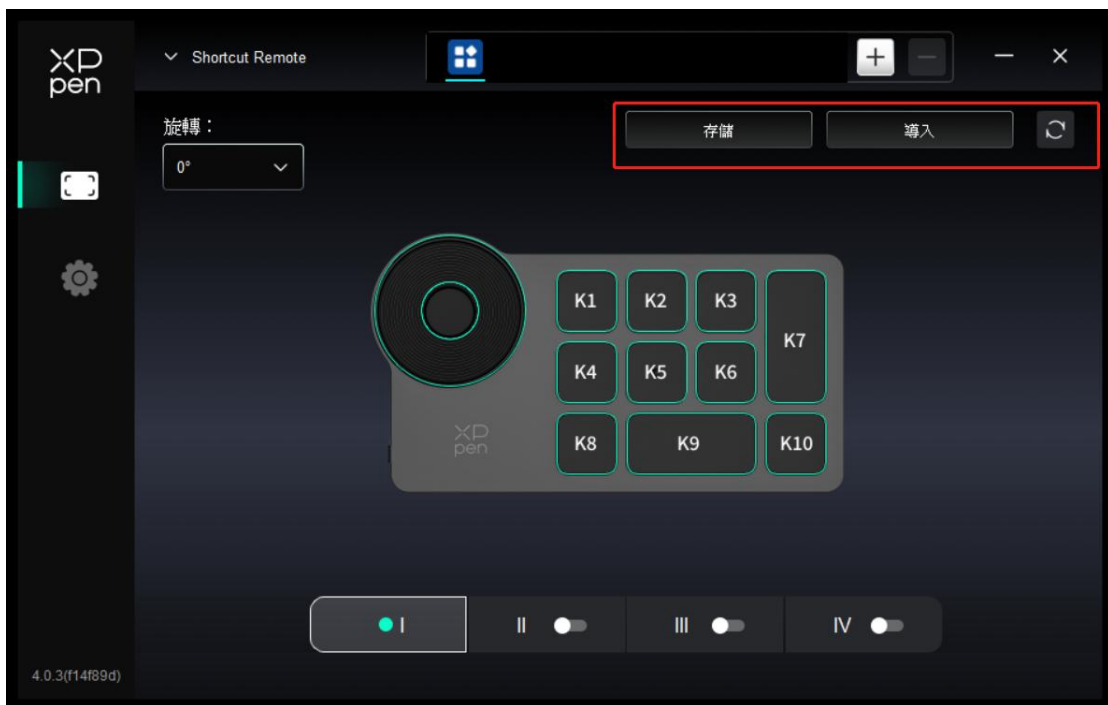 XP
pen
Shortcut Remote
旋轉：
0°
存儲
導入
K1
K2
K3
K7
K4
K5
K6
XP
pen
K8
K9
K10
I
II
III
IV
4.0.3(f14f89d)